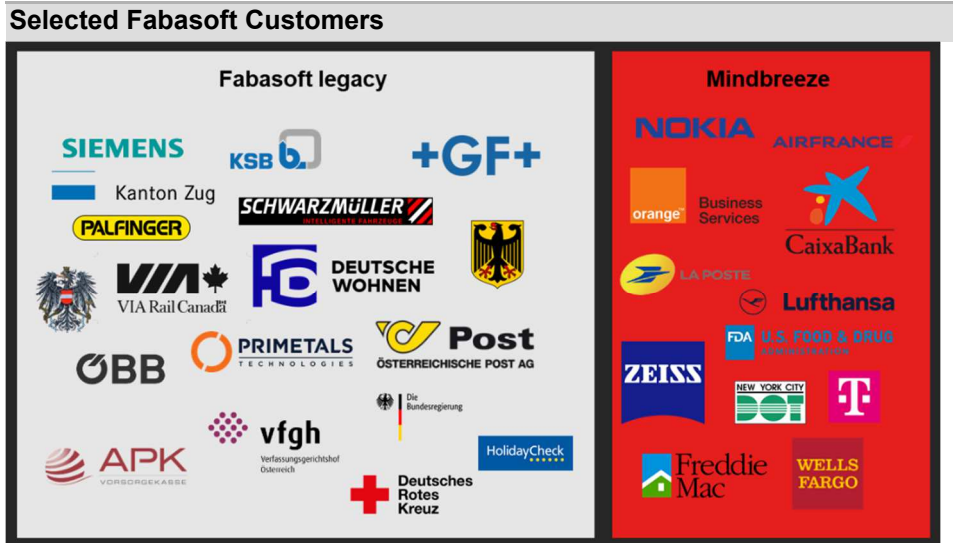 Selected Fabasoft Customers
Fabasoft legacy
SIEMENS
KSB b.
+GF+
Kanton Zug
SCHWARZMÜLLER
INTELLIGENTE FAHRZEUGE
PALFINGER
VIA
VIA Rail Canada
DEUTSCHE
WOHNEN
ÖBB
PRIMETALS
TECHNOLOGIES
Post
ÖSTERREICHISCHE POST AG
Die
Bundesregierung
vfgh
Verfassungsgerichtshof
Österreich
HolidayCheck
APK
VORSORGEKASSE
Deutsches
Rotes
Kreuz
Mindbreeze
NOKIA
AIRFRANCE
orange™
Business
Services
CaixaBank
LA POSTE
Lufthansa
FDA U.S. FOOD & DRUG
ADMINISTRATION
ZEISS
NEW YORK CITY
DOT
T
Freddie
Mac
WELLS
FARGO